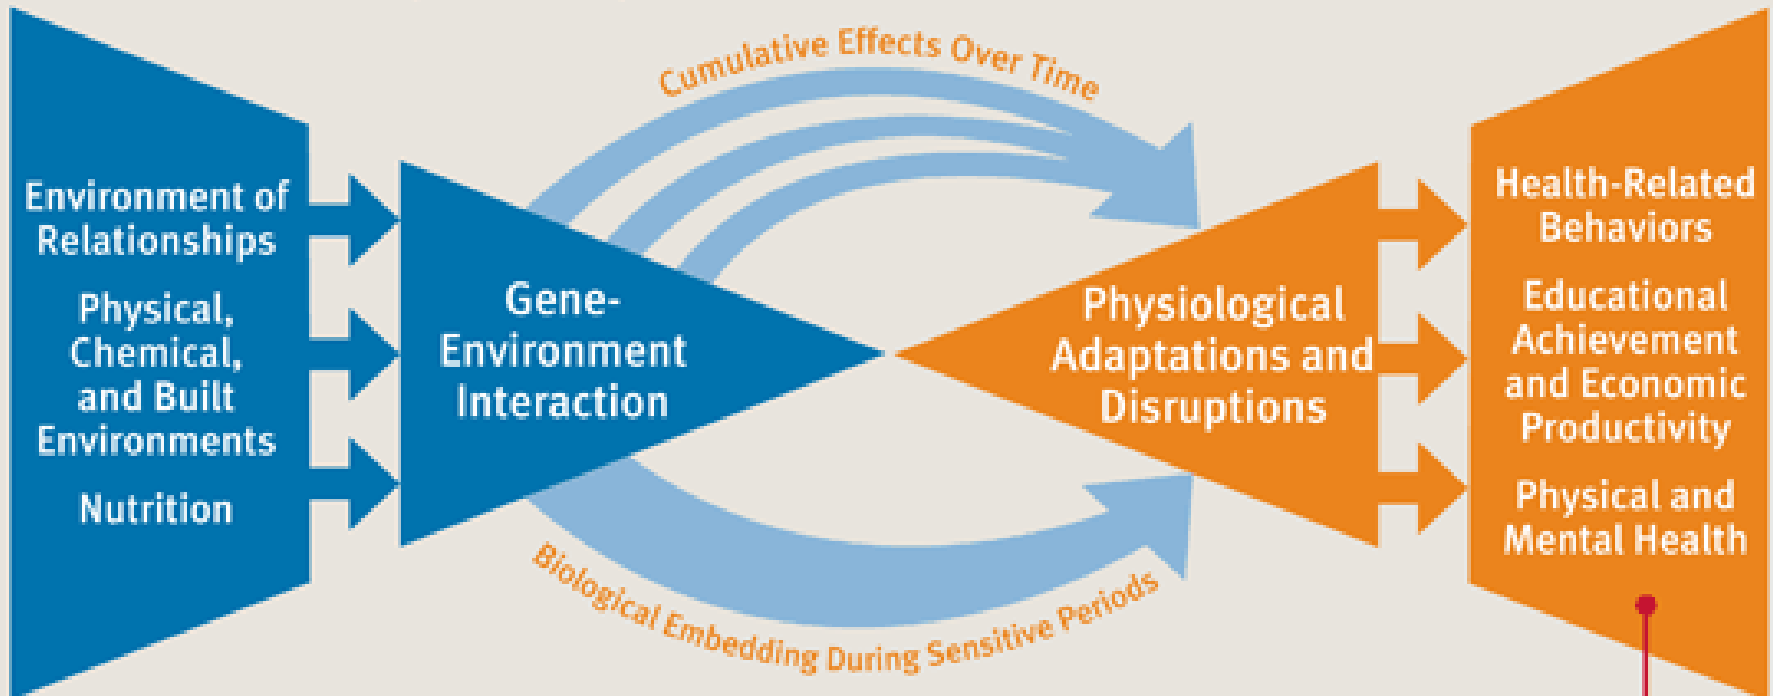 Cumulative Effects Over Time
Environment of
Relationships
Physical,
Chemical,
and Built
Environments
Nutrition
Gene-
Environment
Interaction
Physiological
Adaptations and
Disruptions
Health-Related
Behaviors
Educational
Achievement
and Economic
Productivity
Physical and
Mental Health
Biological Embedding During Sensitive Periods